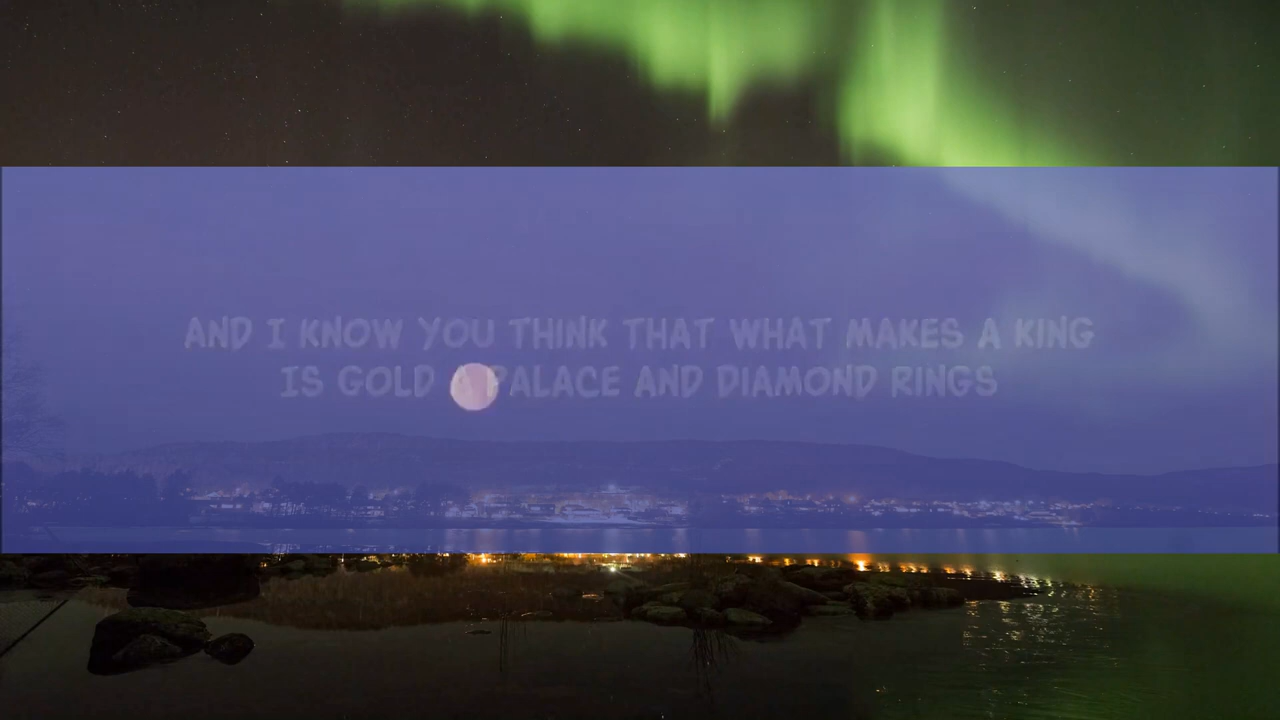 AND I KNOW YOU THINK THAT WHAT MAKES A KING
IS GOLD A PALACE AND DIAMOND RINGS